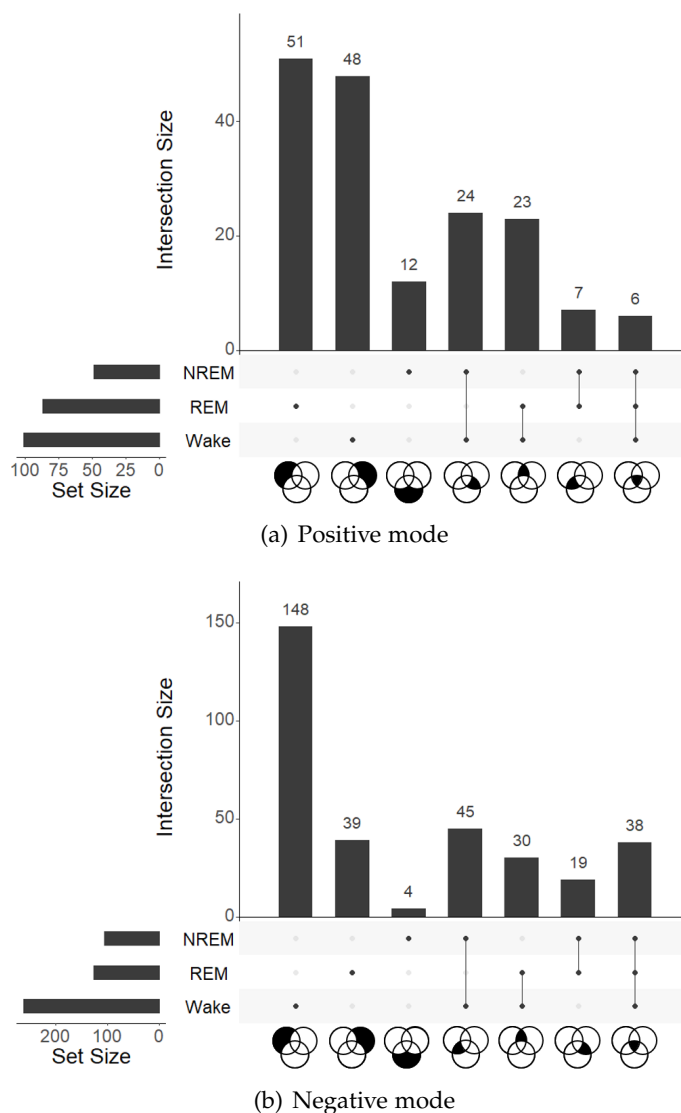 51
48
24
23
12
7
6
Intersection Size
40
20
0
NREM
REM
Wake
100 75 50 25 0
Set Size
(a) Positive mode
148
39
4
45
30
19
38
Intersection Size
150
100
50
0
NREM
REM
Wake
200 100 0
Set Size
(b) Negative mode